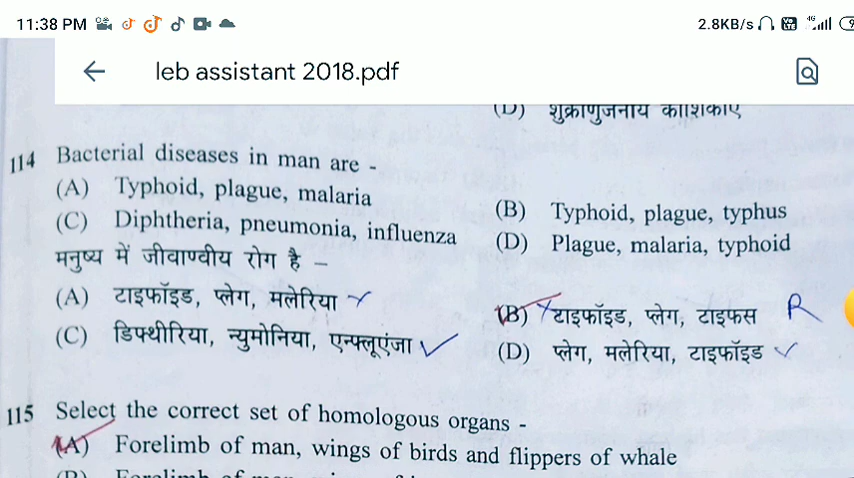 11:38 PM
2.8KB/s
4G
leb assistant 2018.pdf
(D) शुक्राणुजनीय कोशिकाएँ
114 Bacterial diseases in man are -
(A) Typhoid, plague, malaria
(B) Typhoid, plague, typhus
(C) Diphtheria, pneumonia, influenza
(D) Plague, malaria, typhoid
मनुष्य में जीवाण्वीय रोग है –
(A) टाइफॉइड, प्लेग, मलेरिया
(B) टाइफॉइड, प्लेग, टाइफस R
(C) डिफ्थीरिया, न्युमोनिया, एन्फ्लूएंजा
(D) प्लेग, मलेरिया, टाइफॉइड
115 Select the correct set of homologous organs -
(A) Forelimb of man, wings of birds and flippers of whale